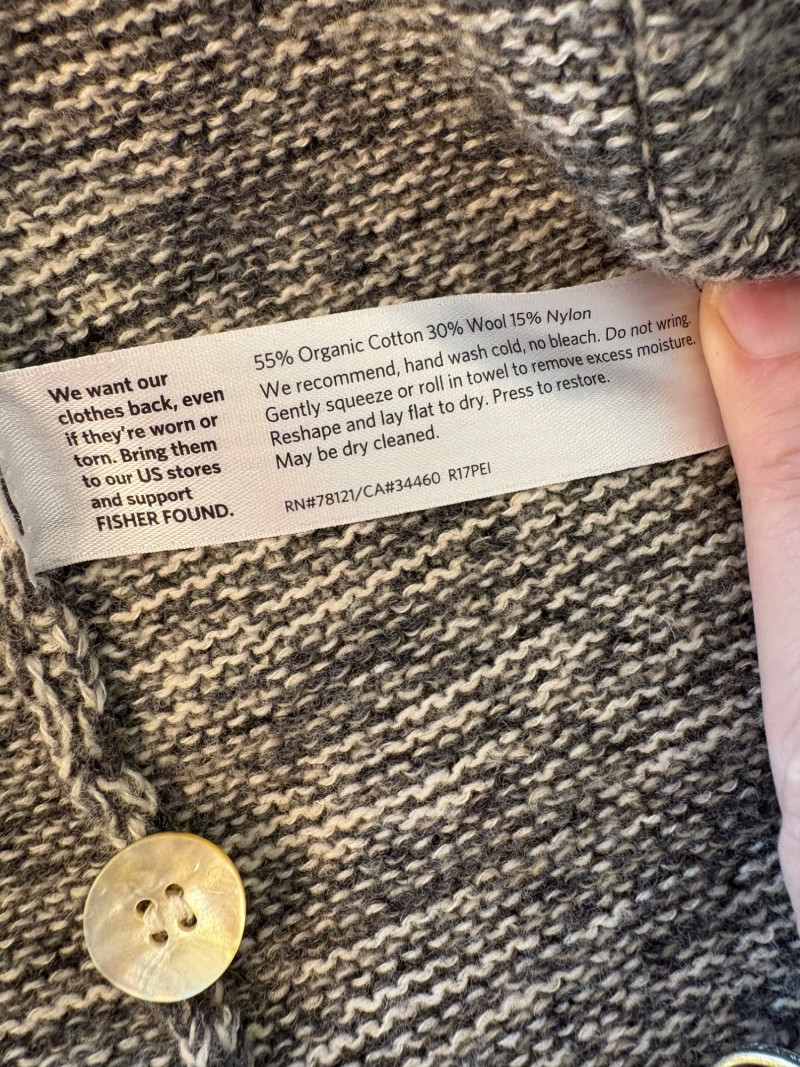 We want our
clothes back, even
if they're worn or
torn. Bring them
to our US stores
and support
FISHER FOUND.
55% Organic Cotton 30% Wool 15% Nylon
We recommend, hand wash cold, no bleach. Do not wring.
Gently squeeze or roll in towel to remove excess moisture.
Reshape and lay flat to dry. Press to restore.
May be dry cleaned.
RN#78121/CA#34460 R17PEI